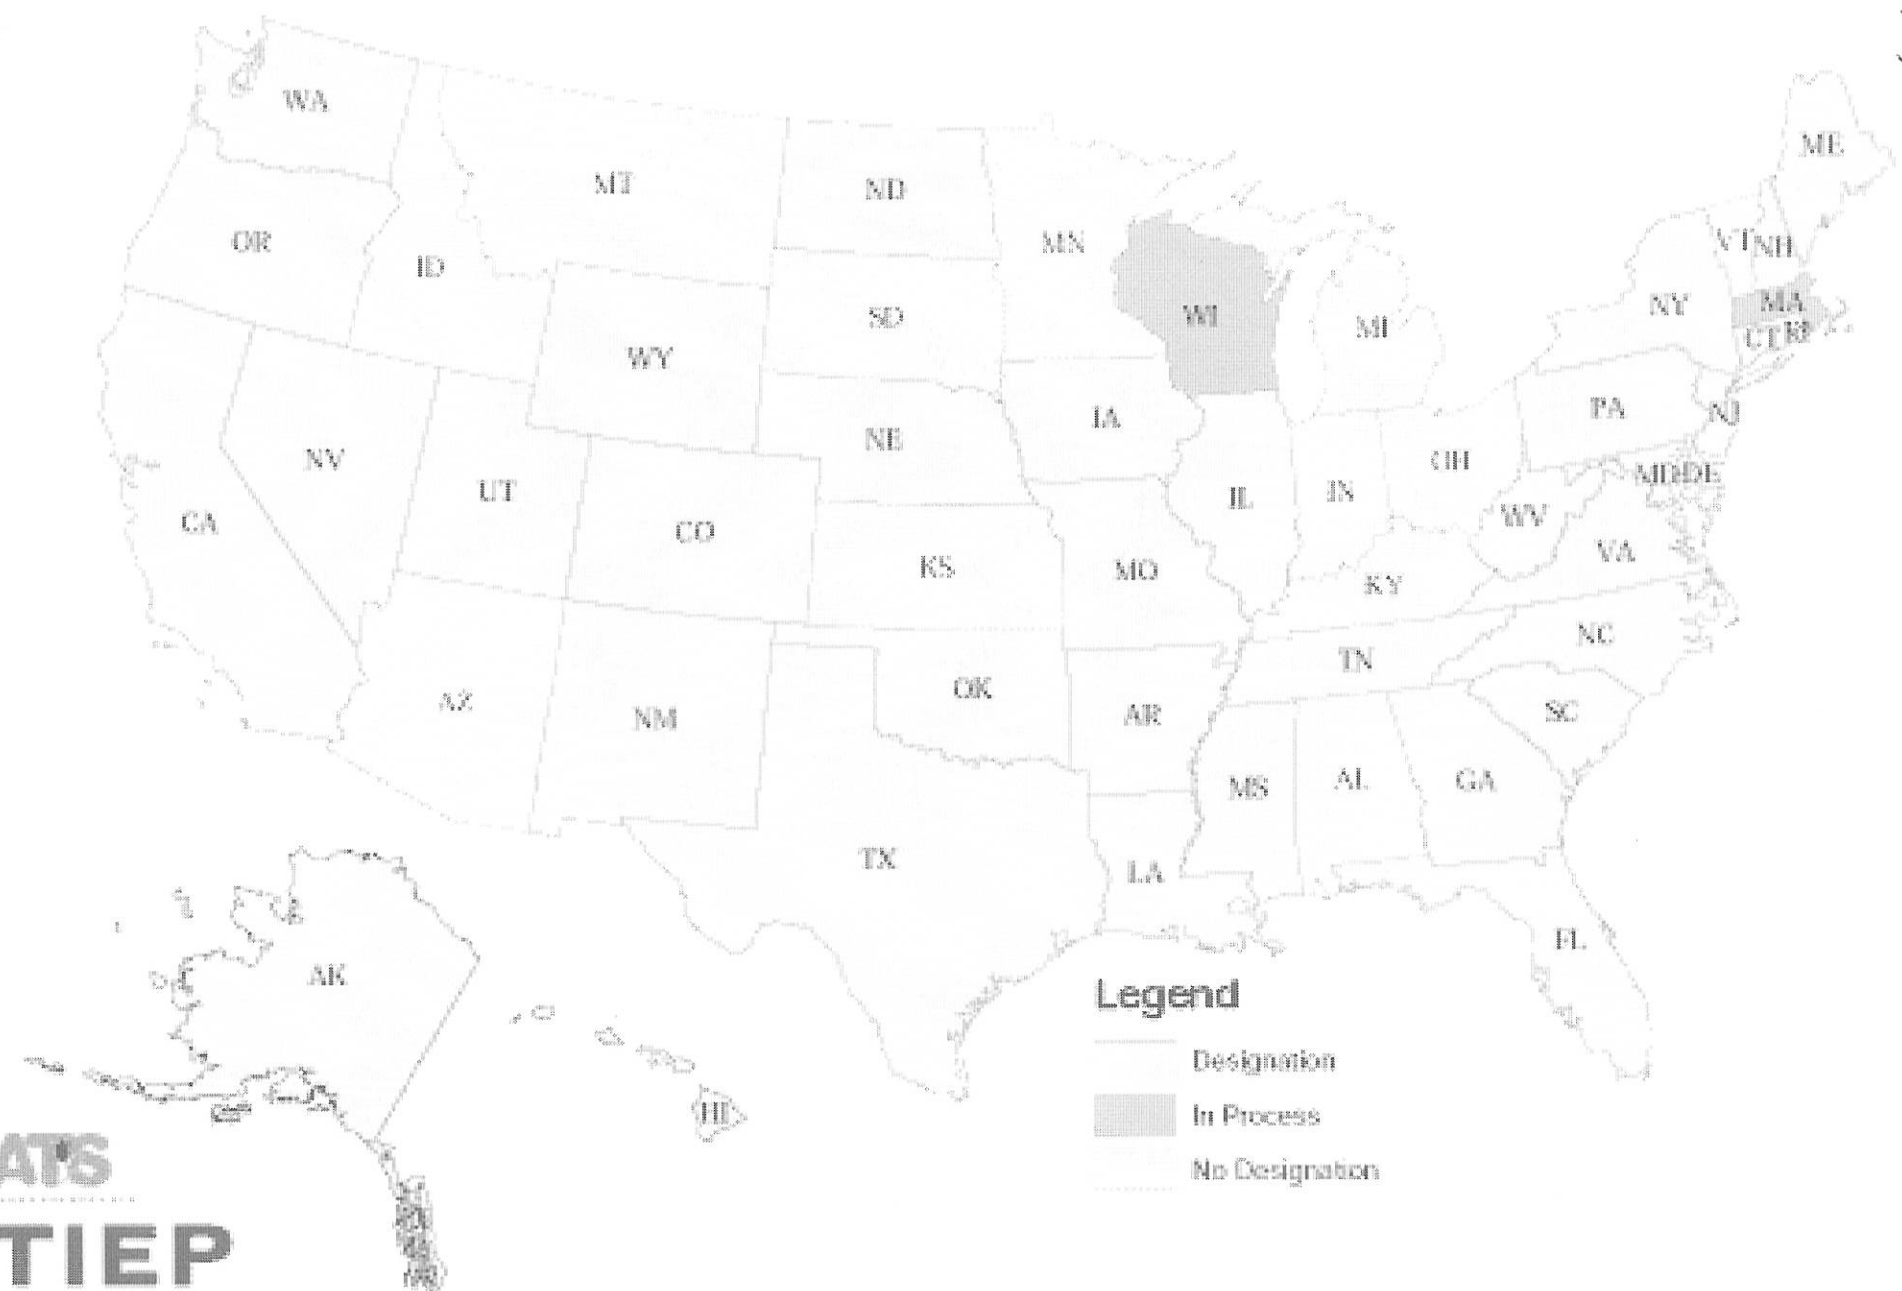 WA
MT
ND
MN
ME
OR
ID
SD
WI
MI
NY
VT
NH
MA
CT
RI
WY
IA
NE
PA
NJ
NV
UT
CO
CA
KS
MO
IL
IN
OH
WV
MD
DE
VA
KY
NC
TN
SC
AZ
NM
OK
AR
MS
AL
GA
TX
LA
FL
AK
HI
Legend
Designation
In Process
No Designation
ATS
TIEP